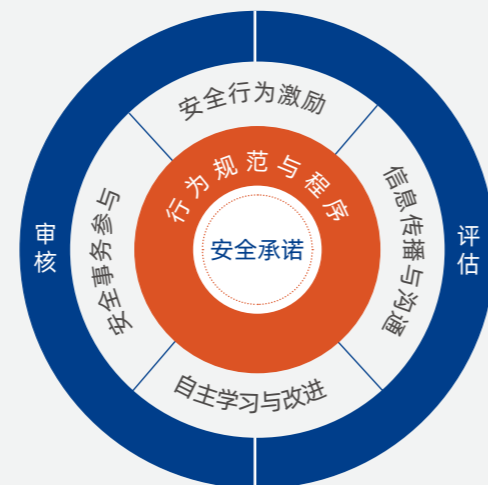 安全行为激励
行为规范与程序
安全承诺
安全事务参与
信息传播与沟通
自主学习与改进
审核
评估